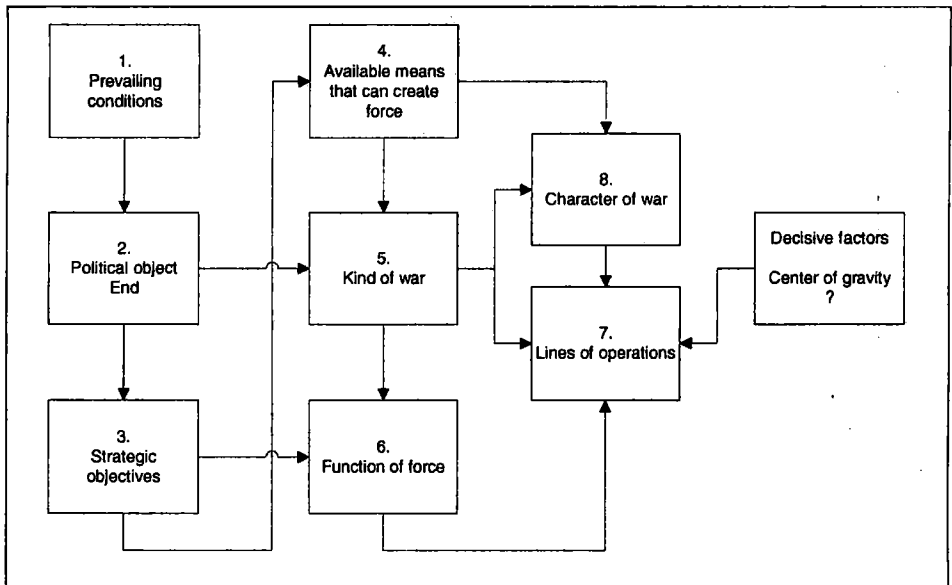 1.
Prevailing
conditions
2.
Political object
End
3.
Strategic
objectives
4.
Available means
that can create
force
5.
Kind of war
6.
Function of force
8.
Character of war
7.
Lines of operations
Decisive factors
Center of gravity
?